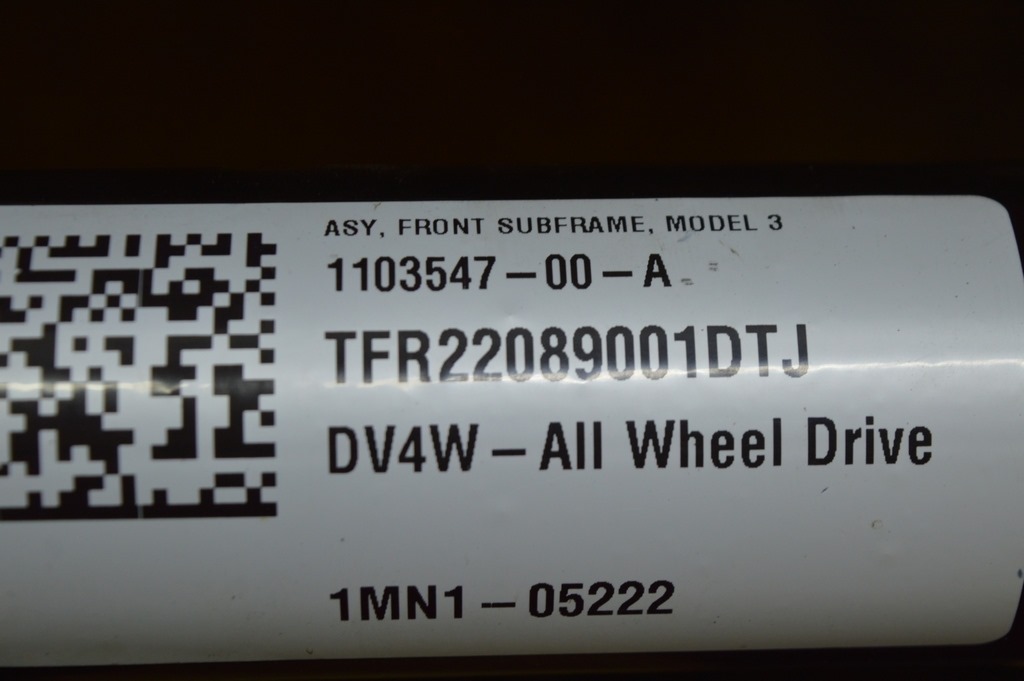 ASY, FRONT SUBFRAME, MODEL 3
1103547-00-A
TFR22089001DTJ
DV4W-All Wheel Drive
1MN1-05222